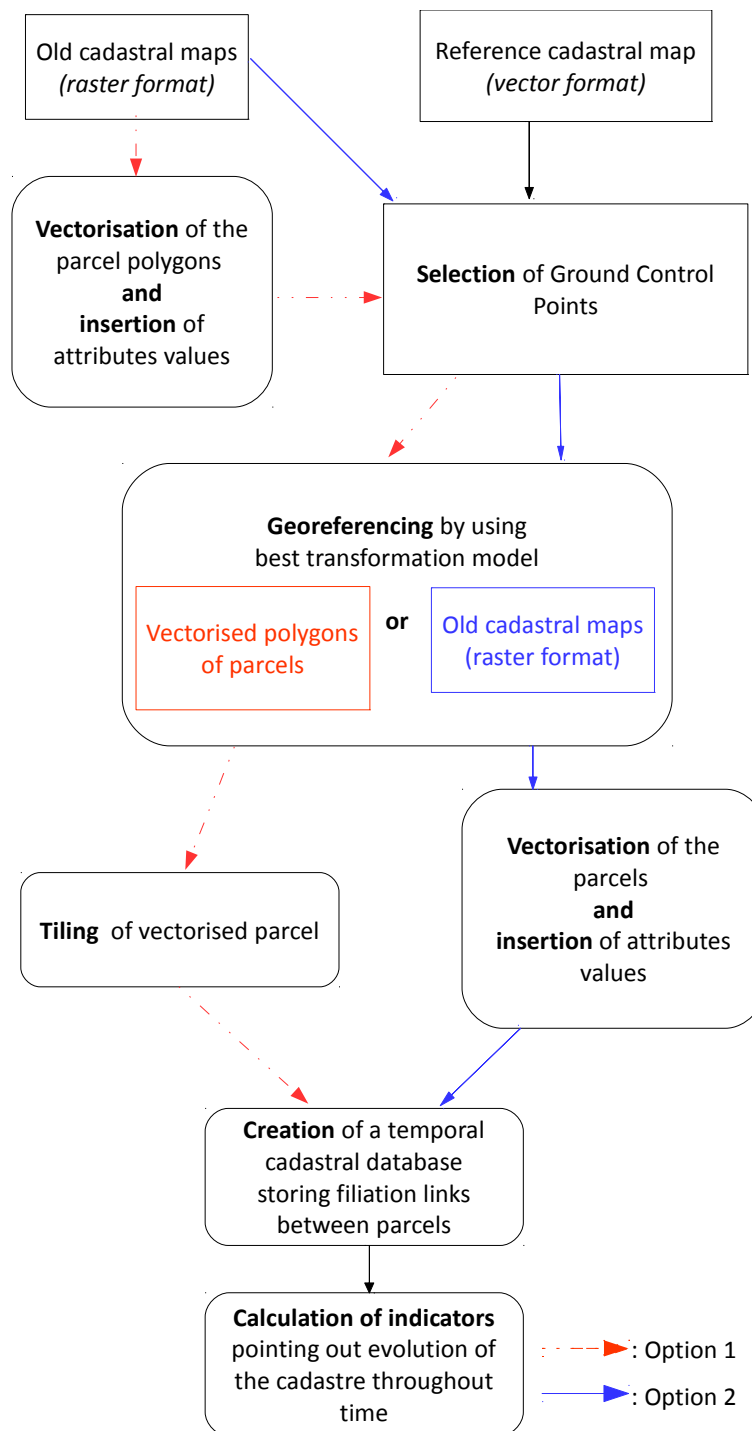 Old cadastral maps
(raster format)
Reference cadastral map
(vector format)
Vectorisation of the
parcel polygons
and
insertion of
attributes values
Selection of Ground Control
Points
Georeferencing by using
best transformation model
Vectorised polygons
of parcels
or
Old cadastral maps
(raster format)
Tiling of vectorised parcel
Vectorisation of the
parcels
and
insertion of attributes
values
Creation of a temporal
cadastral database
storing filiation links
between parcels
Calculation of indicators
pointing out evolution of
the cadastre throughout
time
: Option 1
: Option 2